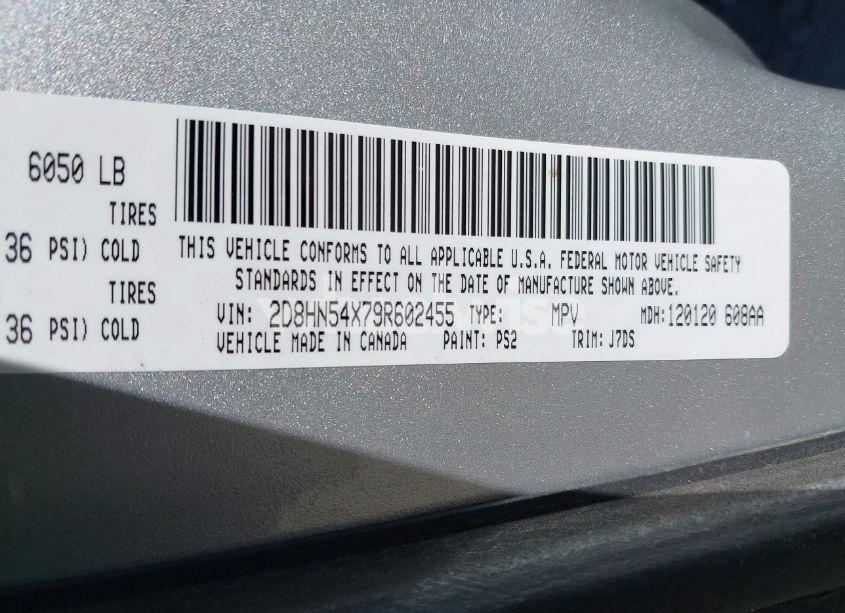 6050 LB
TIRES
36 PSI) COLD
TIRES
36 PSI) COLD
THIS VEHICLE CONFORMS TO ALL APPLICABLE U.S.A. FEDERAL MOTOR VEHICLE SAFETY
STANDARDS IN EFFECT ON THE DATE OF MANUFACTURE SHOWN ABOVE.
VIN: 2D8HN54X79R602455 TYPE: MPV MDH: 120120 608AA
VEHICLE MADE IN CANADA PAINT: PS2 TRIM: J7DS